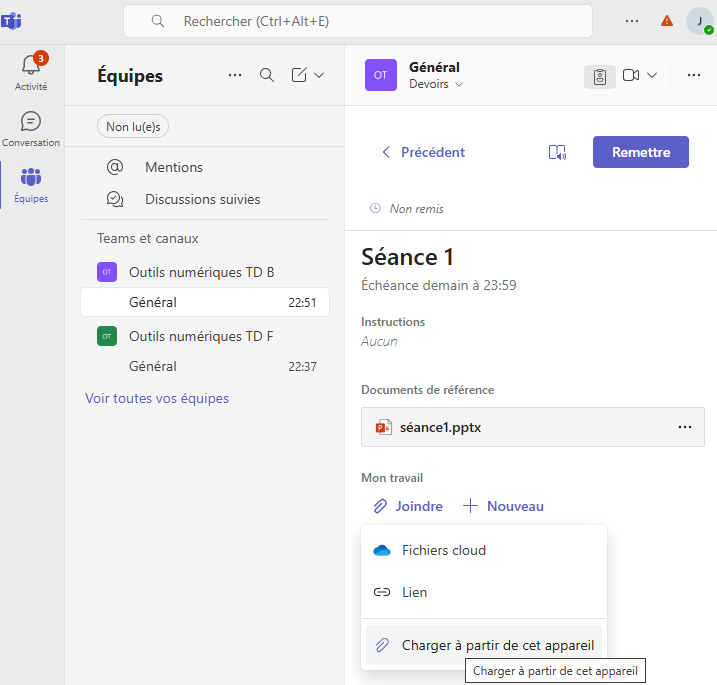 Rechercher (Ctrl+Alt+E)
J
3
Activité
Conversation
Équipes
Équipes
Non lu(e)s
Mentions
Discussions suivies
Teams et canaux
OT
Outils numériques TD B
Général 22:51
OT
Outils numériques TD F
Général 22:37
Voir toutes vos équipes
OT
Général
Devoirs
Précédent
Remettre
Non remis
Séance 1
Échéance demain à 23:59
Instructions
Aucun
Documents de référence
P séance1.pptx
Mon travail
Joindre Nouveau
Fichiers cloud
Lien
Charger à partir de cet appareil
Charger à partir de cet appareil